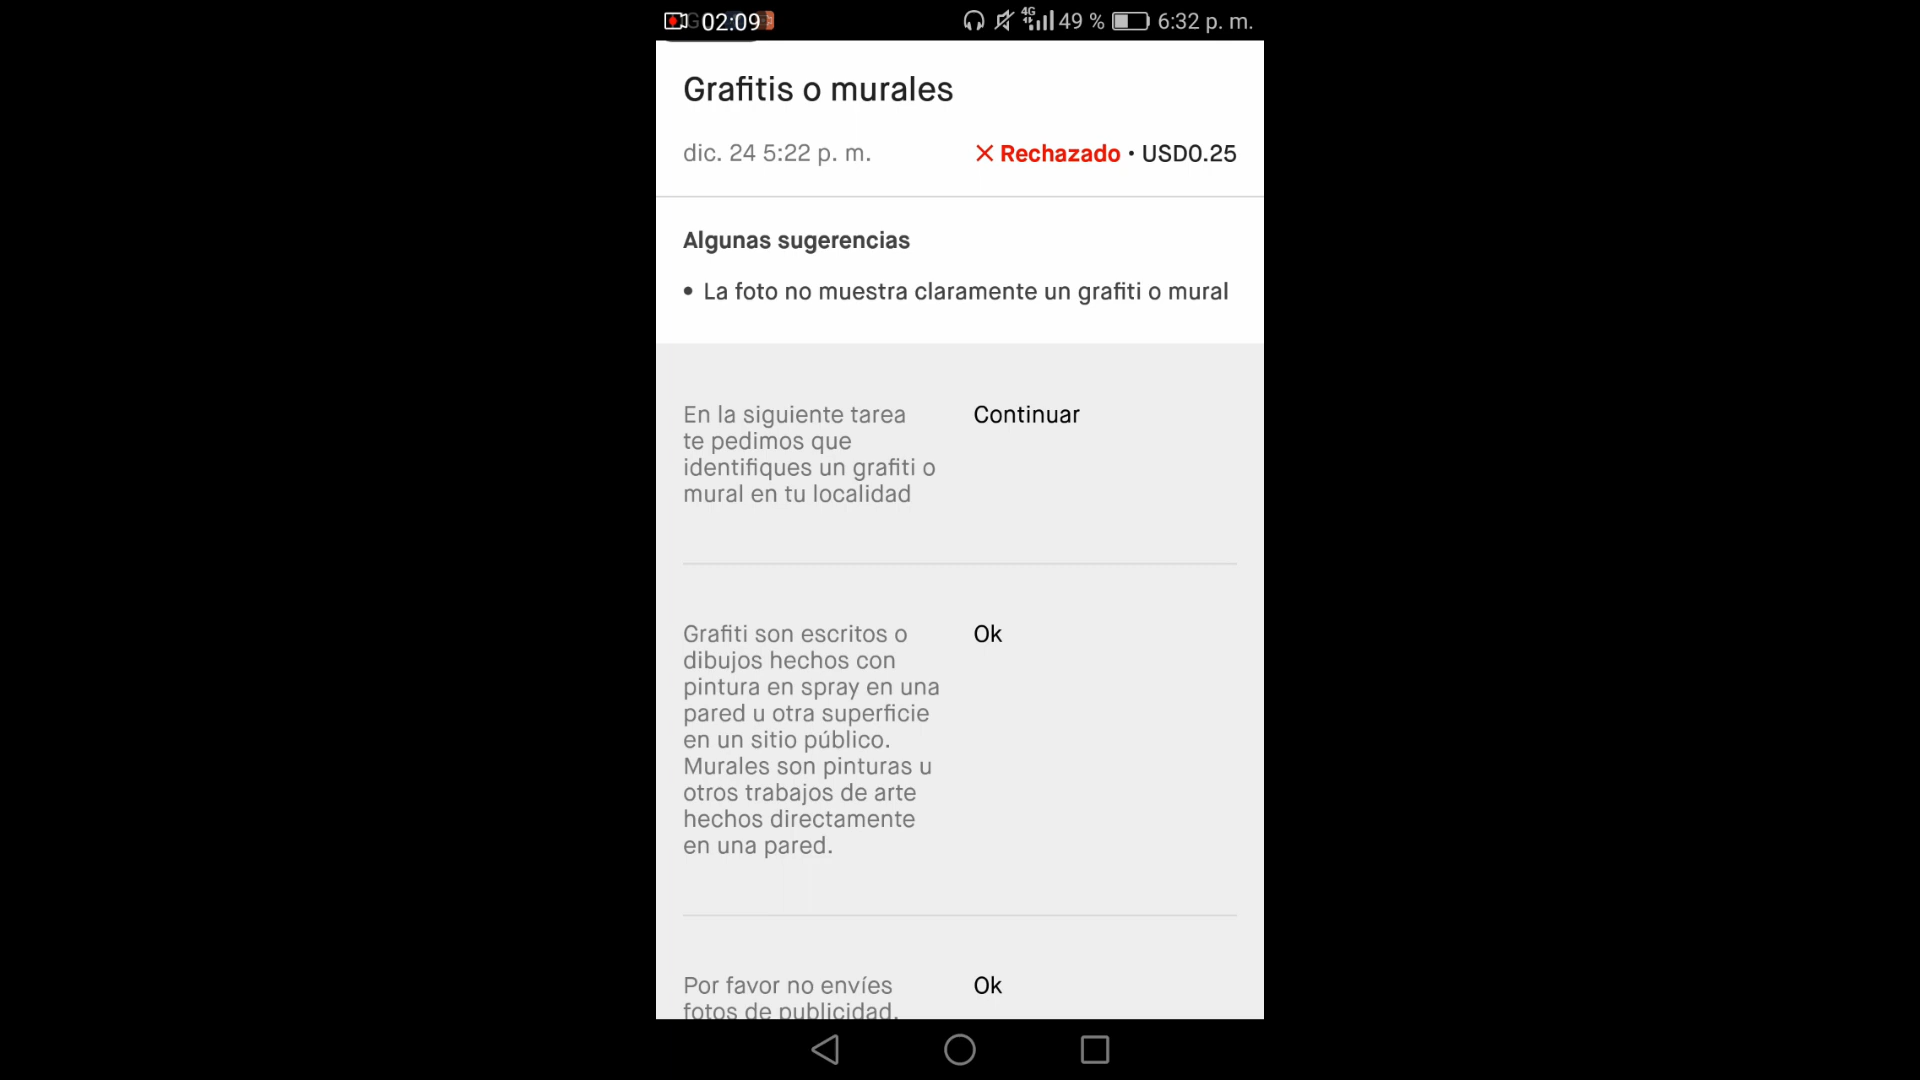 02:09
4G 49 % 6:32 p. m.
Grafitis o murales
dic. 24 5:22 p. m. Rechazado • USD0.25
Algunas sugerencias
• La foto no muestra claramente un grafiti o mural
En la siguiente tarea Continuar
te pedimos que
identifiques un grafiti o
mural en tu localidad
Grafiti son escritos o Ok
dibujos hechos con
pintura en spray en una
pared u otra superficie
en un sitio público.
Murales son pinturas u
otros trabajos de arte
hechos directamente
en una pared.
Por favor no envíes Ok
fotos de publicidad.